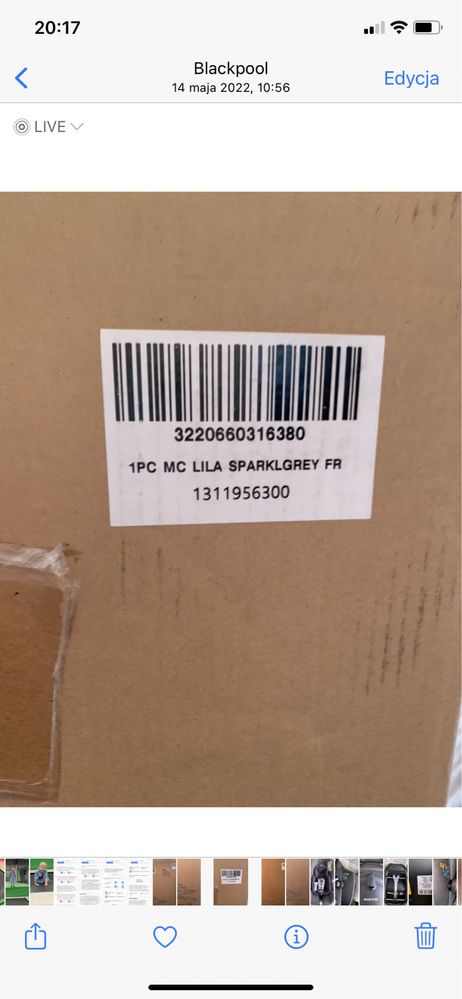 20:17
Blackpool
14 maja 2022, 10:56
Edycja
LIVE
3220660316380
1PC MC LILA SPARKLGREY FR
1311956300